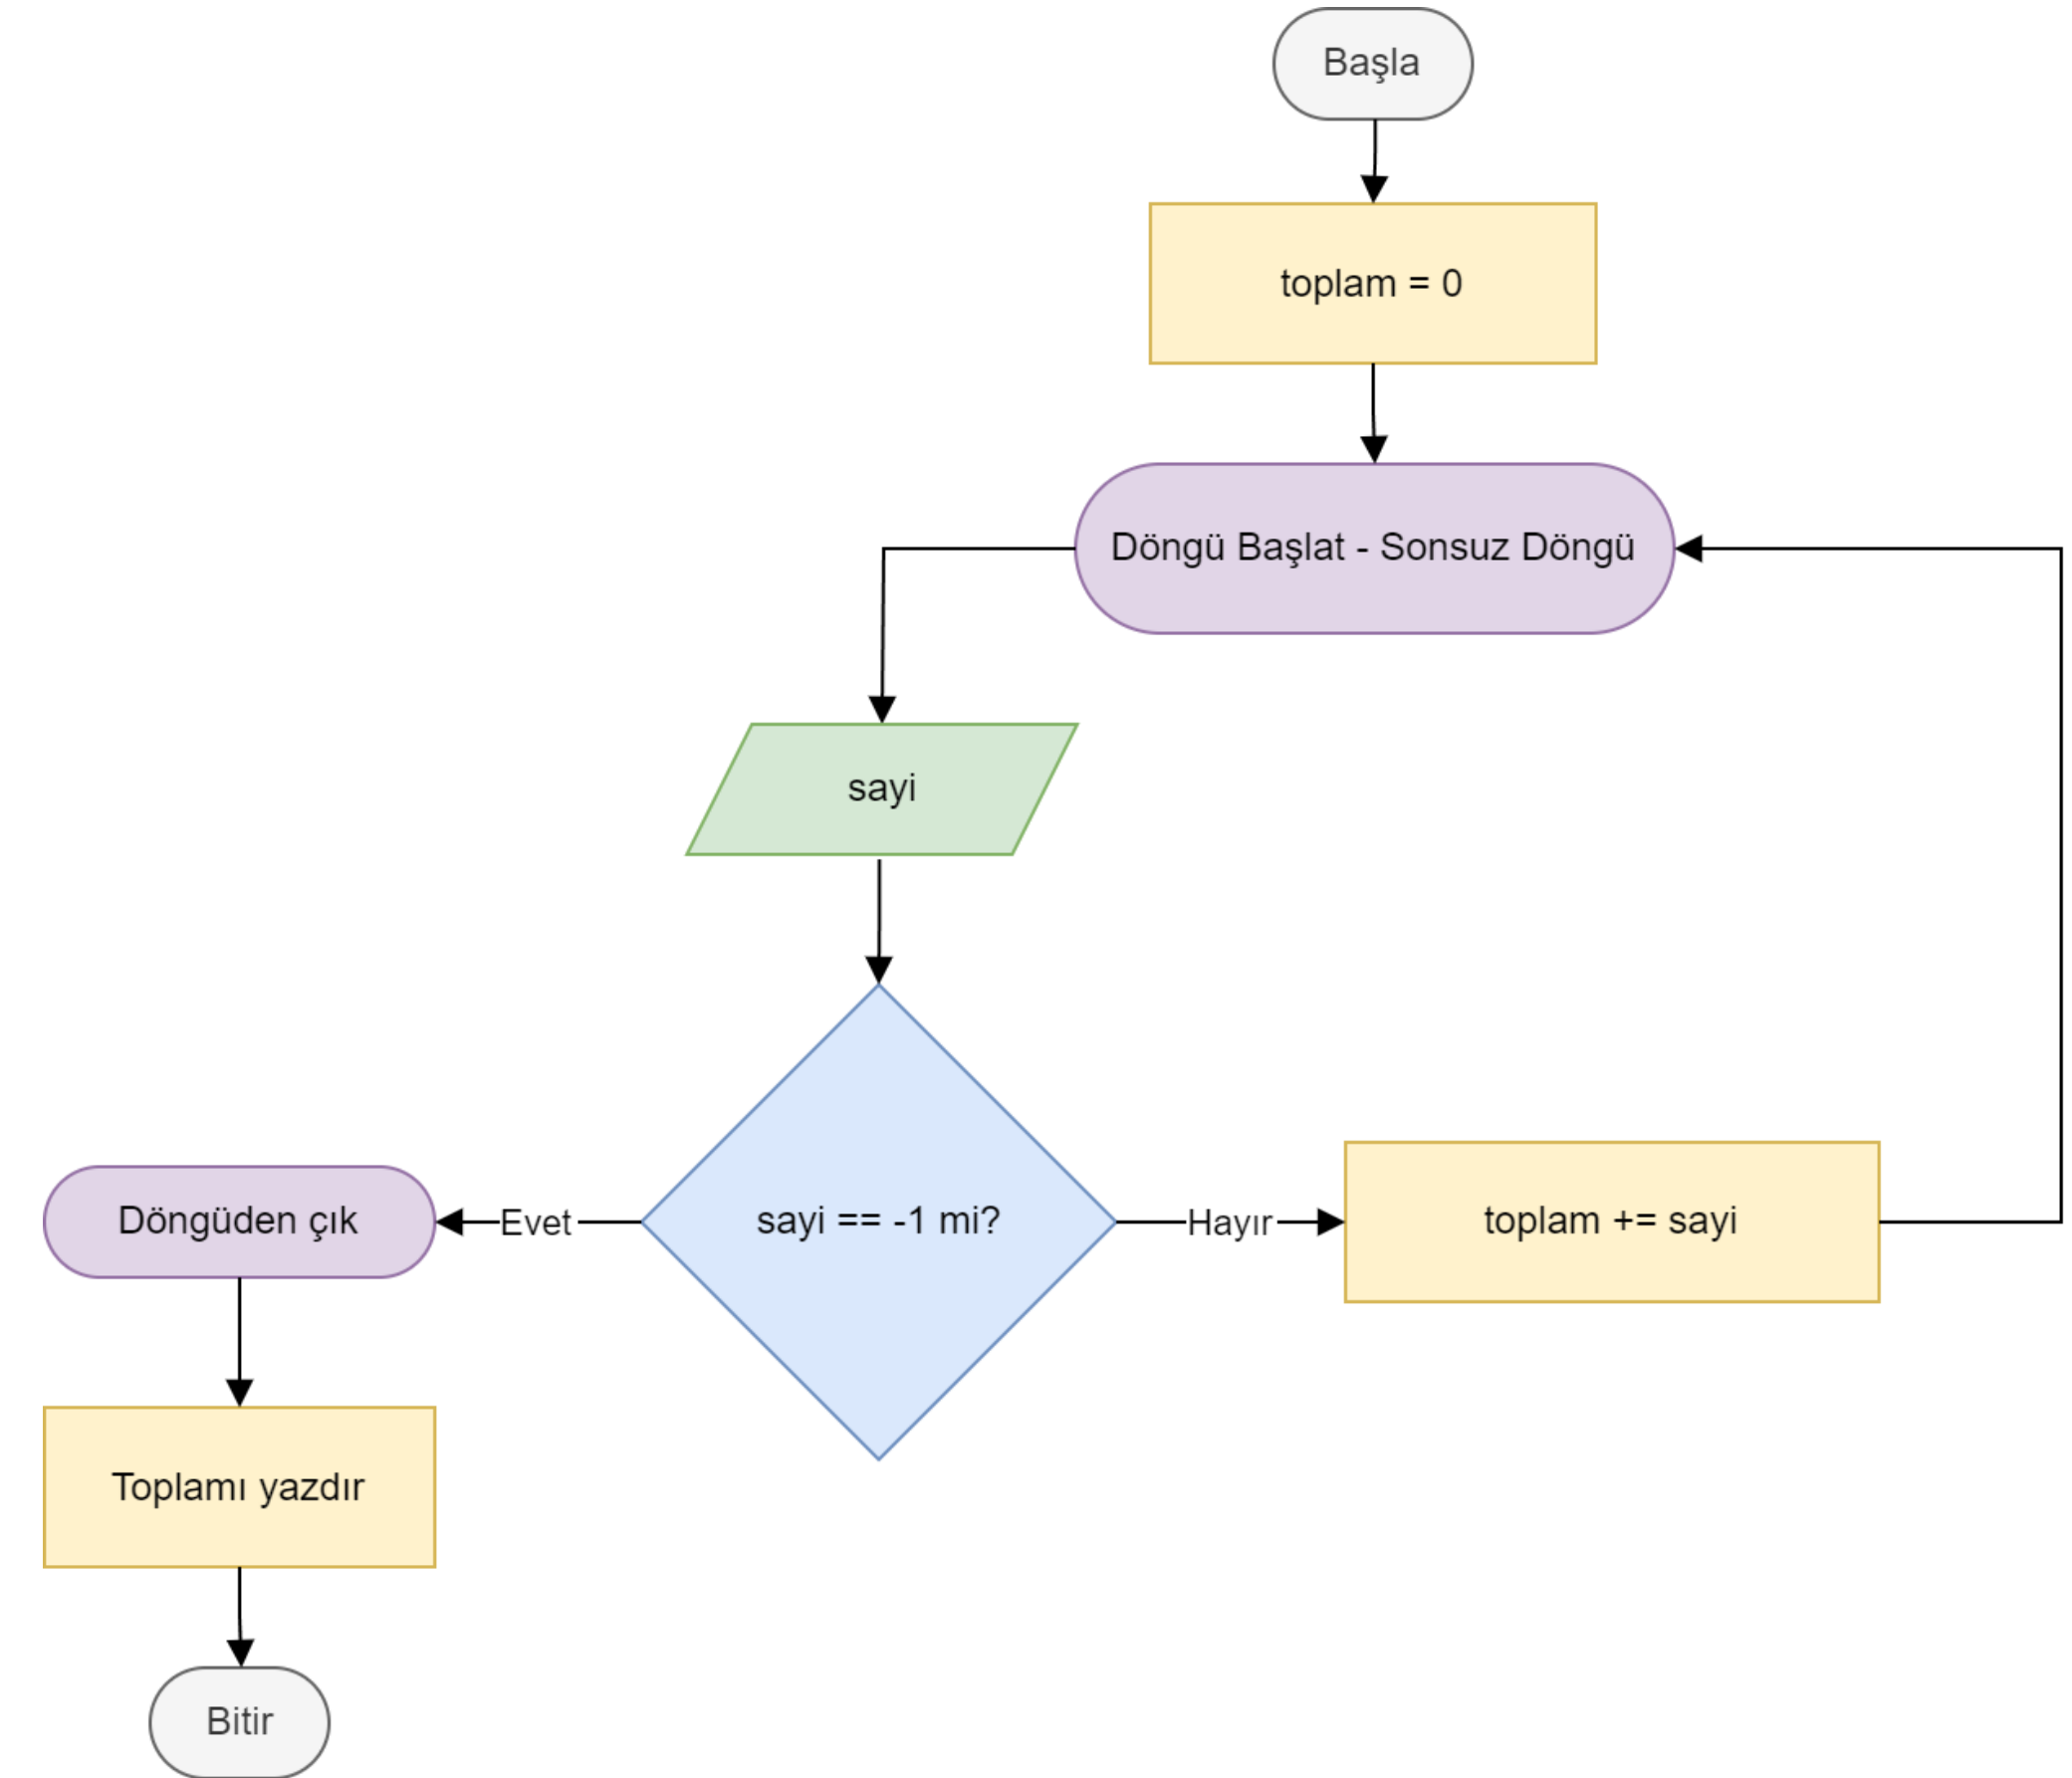 Başla
toplam = 0
Döngü Başlat - Sonsuz Döngü
sayi
sayi == -1 mi?
Evet
Hayır
Döngüden çık
toplam += sayi
Toplamı yazdır
Bitir